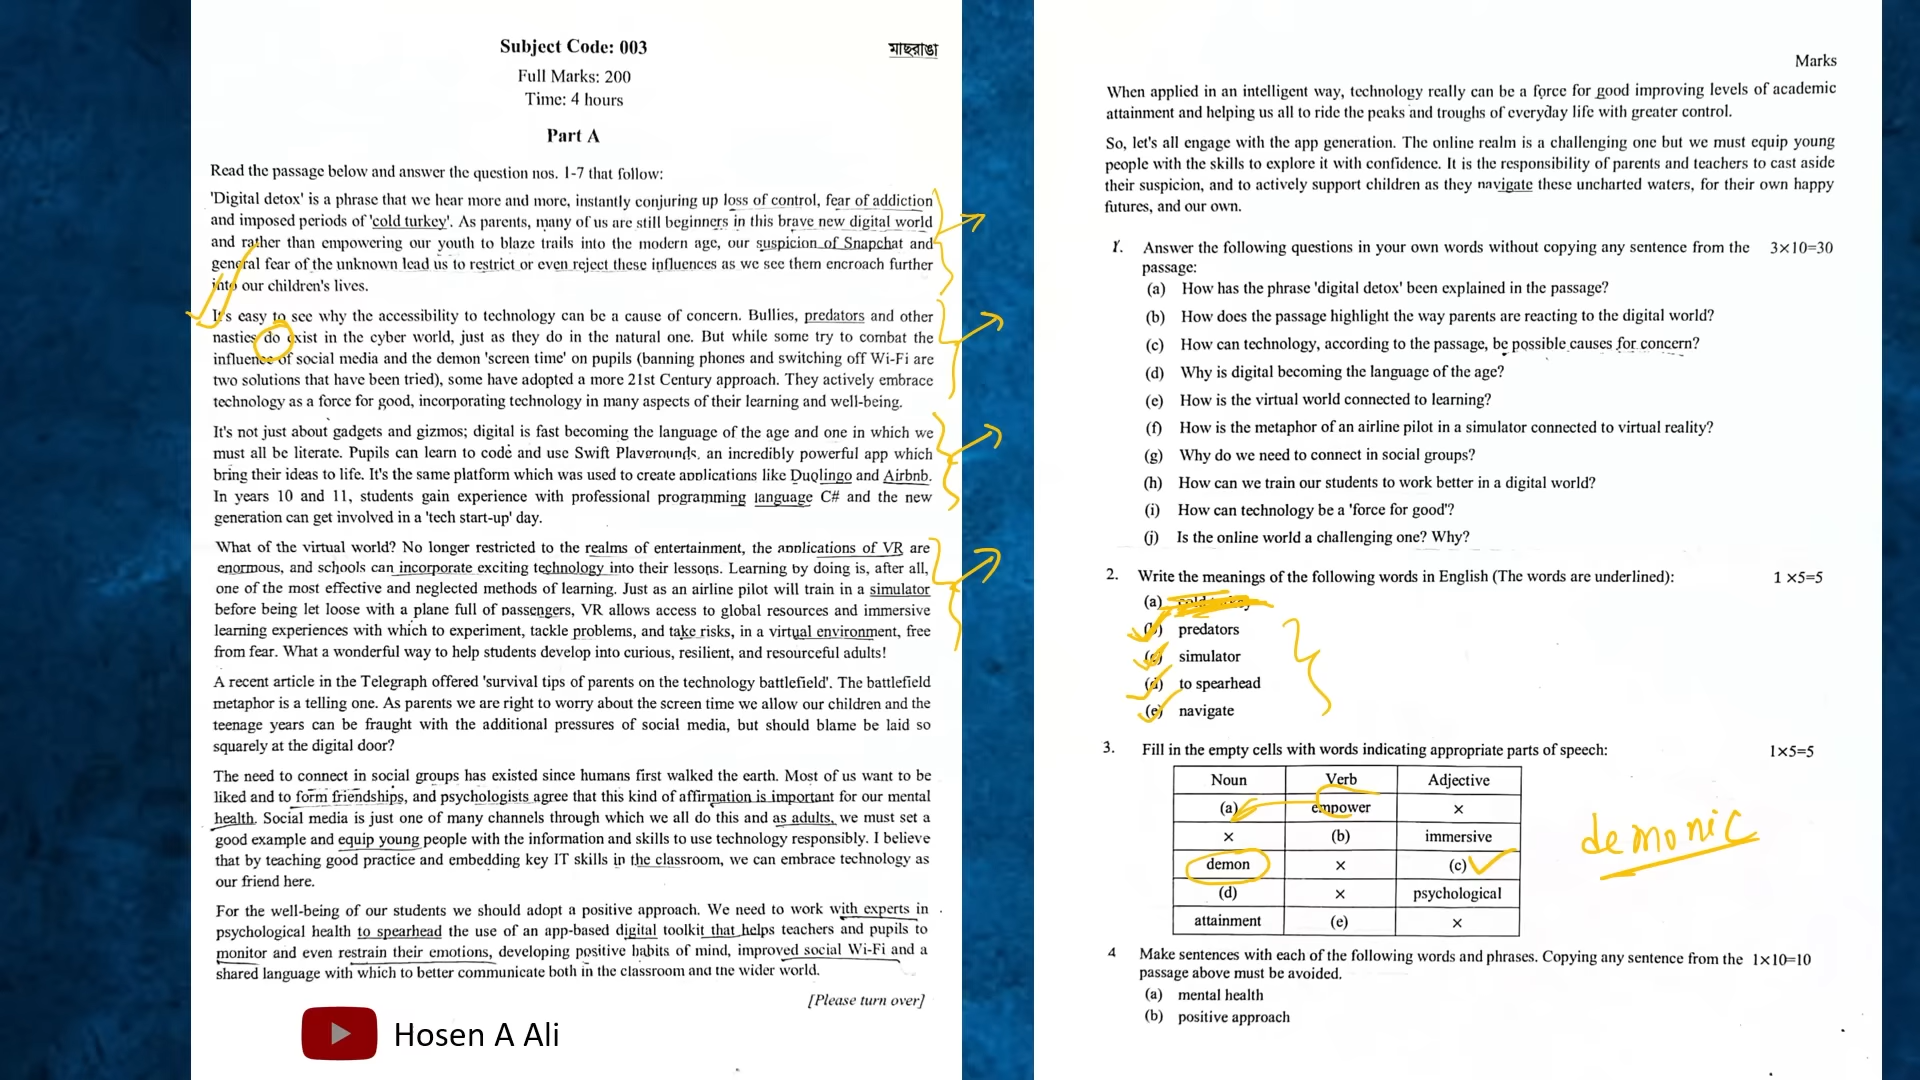 Subject Code: 003
মাছরাঙা
Full Marks: 200
Time: 4 hours
Part A
Read the passage below and answer the question nos. 1-7 that follow:
'Digital detox' is a phrase that we hear more and more, instantly conjuring up loss of control, fear of addiction
and imposed periods of 'cold turkey'. As parents, many of us are still beginners in this brave new digital world
and rather than empowering our youth to blaze trails into the modern age, our suspicion of Snapchat and
general fear of the unknown lead us to restrict or even reject these influences as we see them encroach further
into our children's lives.
It's easy to see why the accessibility to technology can be a cause of concern. Bullies, predators and other
nasties do exist in the cyber world, just as they do in the natural one. But while some try to combat the
influence of social media and the demon 'screen time' on pupils (banning phones and switching off Wi-Fi are
two solutions that have been tried), some have adopted a more 21st Century approach. They actively embrace
technology as a force for good, incorporating technology in many aspects of their learning and well-being.
It's not just about gadgets and gizmos; digital is fast becoming the language of the age and one in which we
must all be literate. Pupils can learn to code and use Swift Playgrounds, an incredibly powerful app which
bring their ideas to life. It's the same platform which was used to create applications like Duolingo and Airbnb.
In years 10 and 11, students gain experience with professional programming language C# and the new
generation can get involved in a 'tech start-up' day.
What of the virtual world? No longer restricted to the realms of entertainment, the applications of VR are
enormous, and schools can incorporate exciting technology into their lessons. Learning by doing is, after all,
one of the most effective and neglected methods of learning. Just as an airline pilot will train in a simulator
before being let loose with a plane full of passengers, VR allows access to global resources and immersive
learning experiences with which to experiment, tackle problems, and take risks, in a virtual environment, free
from fear. What a wonderful way to help students develop into curious, resilient, and resourceful adults!
A recent article in the Telegraph offered 'survival tips of parents on the technology battlefield'. The battlefield
metaphor is a telling one. As parents we are right to worry about the screen time we allow our children and the
teenage years can be fraught with the additional pressures of social media, but should blame be laid so
squarely at the digital door?
The need to connect in social groups has existed since humans first walked the earth. Most of us want to be
liked and to form friendships, and psychologists agree that this kind of affirmation is important for our mental
health. Social media is just one of many channels through which we all do this and as adults, we must set a
good example and equip young people with the information and skills to use technology responsibly. I believe
that by teaching good practice and embedding key IT skills in the classroom, we can embrace technology as
our friend here.
For the well-being of our students we should adopt a positive approach. We need to work with experts in
psychological health to spearhead the use of an app-based digital toolkit that helps teachers and pupils to
monitor and even restrain their emotions, developing positive habits of mind, improved social Wi-Fi and a
shared language with which to better communicate both in the classroom and the wider world.
[Please turn over]
Hosen A Ali
Marks
When applied in an intelligent way, technology really can be a force for good improving levels of academic
attainment and helping us all to ride the peaks and troughs of everyday life with greater control.
So, let's all engage with the app generation. The online realm is a challenging one but we must equip young
people with the skills to explore it with confidence. It is the responsibility of parents and teachers to cast aside
their suspicion, and to actively support children as they navigate these uncharted waters, for their own happy
futures, and our own.
1. Answer the following questions in your own words without copying any sentence from the 3×10=30
passage:
(a) How has the phrase 'digital detox' been explained in the passage?
(b) How does the passage highlight the way parents are reacting to the digital world?
(c) How can technology, according to the passage, be possible causes for concern?
(d) Why is digital becoming the language of the age?
(e) How is the virtual world connected to learning?
(f) How is the metaphor of an airline pilot in a simulator connected to virtual reality?
(g) Why do we need to connect in social groups?
(h) How can we train our students to work better in a digital world?
(i) How can technology be a 'force for good'?
(j) Is the online world a challenging one? Why?
2. Write the meanings of the following words in English (The words are underlined): 1 ×5=5
(a)
(b) predators
(c) simulator
(d) to spearhead
(e) navigate
3. Fill in the empty cells with words indicating appropriate parts of speech: 1×5=5
Noun Verb Adjective
(a) empower ×
× (b) immersive
demon × (c)
(d) × psychological
attainment (e) ×
demonic
4 Make sentences with each of the following words and phrases. Copying any sentence from the 1×10=10
passage above must be avoided.
(a) mental health
(b) positive approach